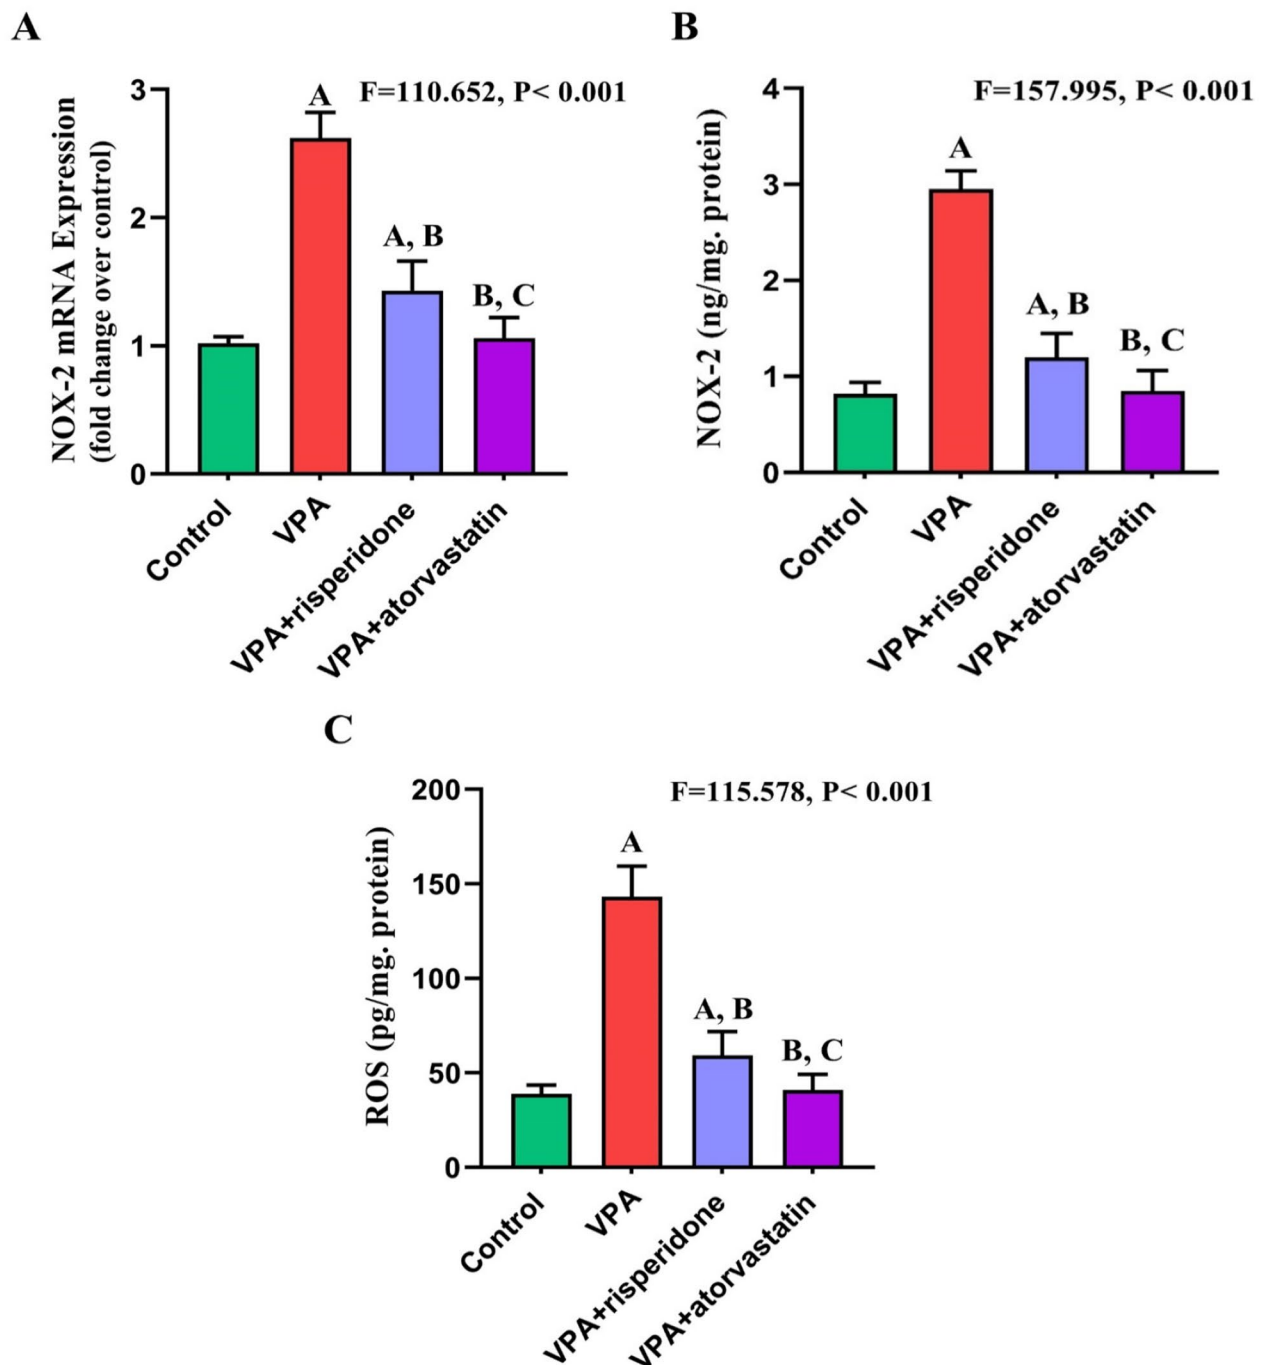 A
NOX-2 mRNA Expression
(fold change over control)
3
2
1
0
F=110.652, P< 0.001
A
A, B
B, C
Control
VPA
VPA+risperidone
VPA+atorvastatin
B
NOX-2 (ng/mg. protein)
4
3
2
1
0
F=157.995, P< 0.001
A
A, B
B, C
Control
VPA
VPA+risperidone
VPA+atorvastatin
C
ROS (pg/mg. protein)
200
150
100
50
0
F=115.578, P< 0.001
A
A, B
B, C
Control
VPA
VPA+risperidone
VPA+atorvastatin